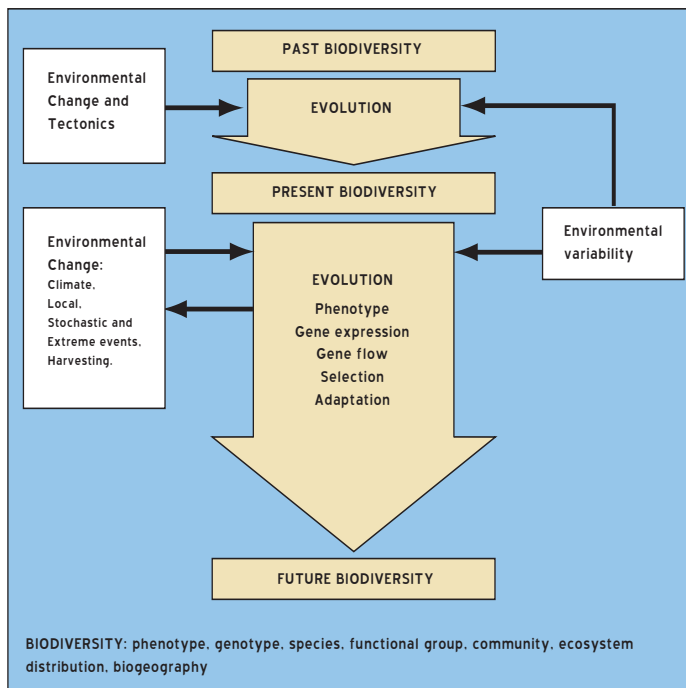 PAST BIODIVERSITY
Environmental
Change and
Tectonics
EVOLUTION
PRESENT BIODIVERSITY
Environmental
Change:
Climate,
Local,
Stochastic and
Extreme events,
Harvesting.
Environmental
variability
EVOLUTION
Phenotype
Gene expression
Gene flow
Selection
Adaptation
FUTURE BIODIVERSITY
BIODIVERSITY: phenotype, genotype, species, functional group, community, ecosystem
distribution, biogeography